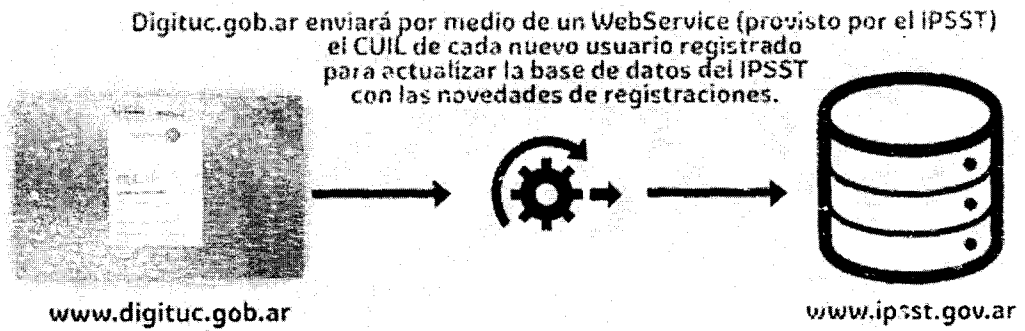 Digituc.gob.ar enviará por medio de un WebService (provisto por el IPSST)
el CUIL de cada nuevo usuario registrado
para actualizar la base de datos del IPSST
con las novedades de registraciones.
www.digituc.gob.ar
www.ipsst.gov.ar